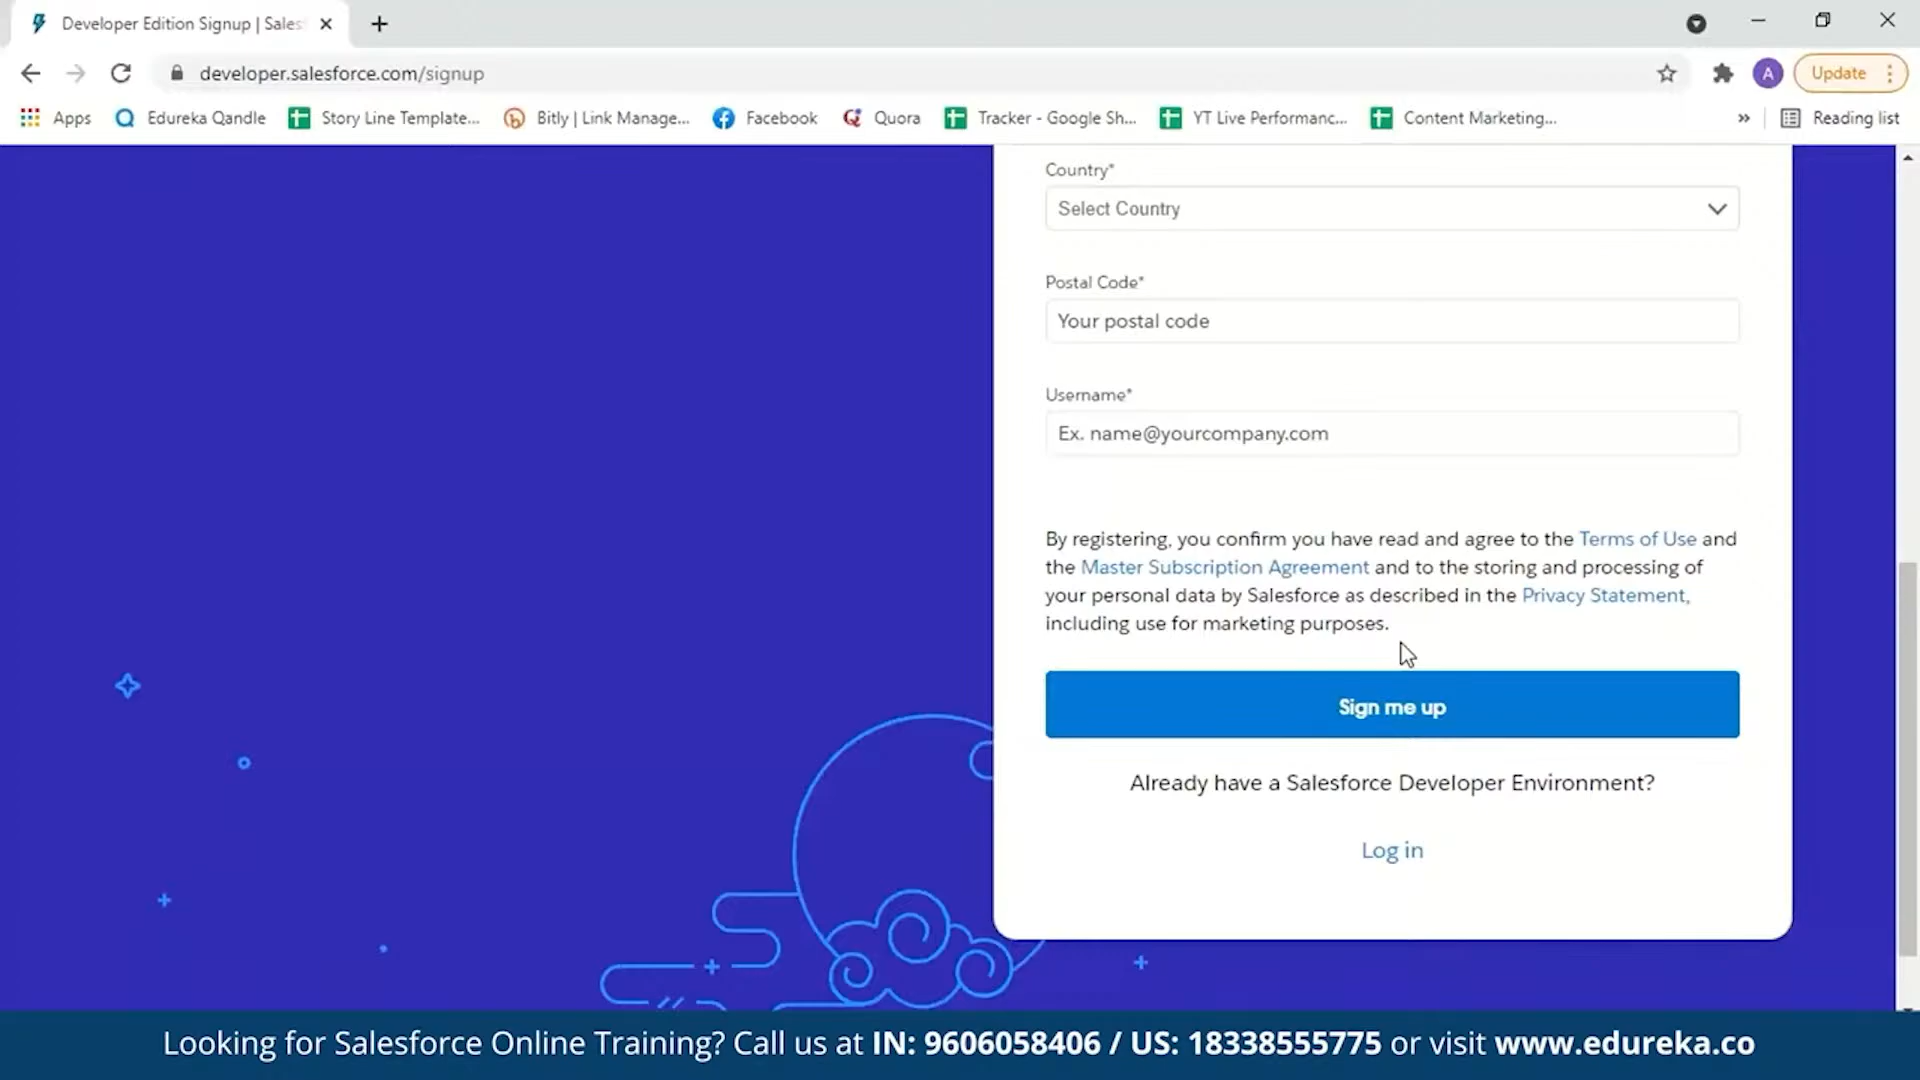 Developer Edition Signup | Sales
developer.salesforce.com/signup
A
Update
Apps
Edureka Qandle
Story Line Template...
Bitly | Link Manage...
Facebook
Quora
Tracker - Google Sh...
YT Live Performanc...
Content Marketing...
»
Reading list
Country*
Select Country
Postal Code*
Your postal code
Username*
Ex. name@yourcompany.com
By registering, you confirm you have read and agree to the Terms of Use and
the Master Subscription Agreement and to the storing and processing of
your personal data by Salesforce as described in the Privacy Statement,
including use for marketing purposes.
Sign me up
Already have a Salesforce Developer Environment?
Log in
Looking for Salesforce Online Training? Call us at IN: 9606058406 / US: 18338555775 or visit www.edureka.co